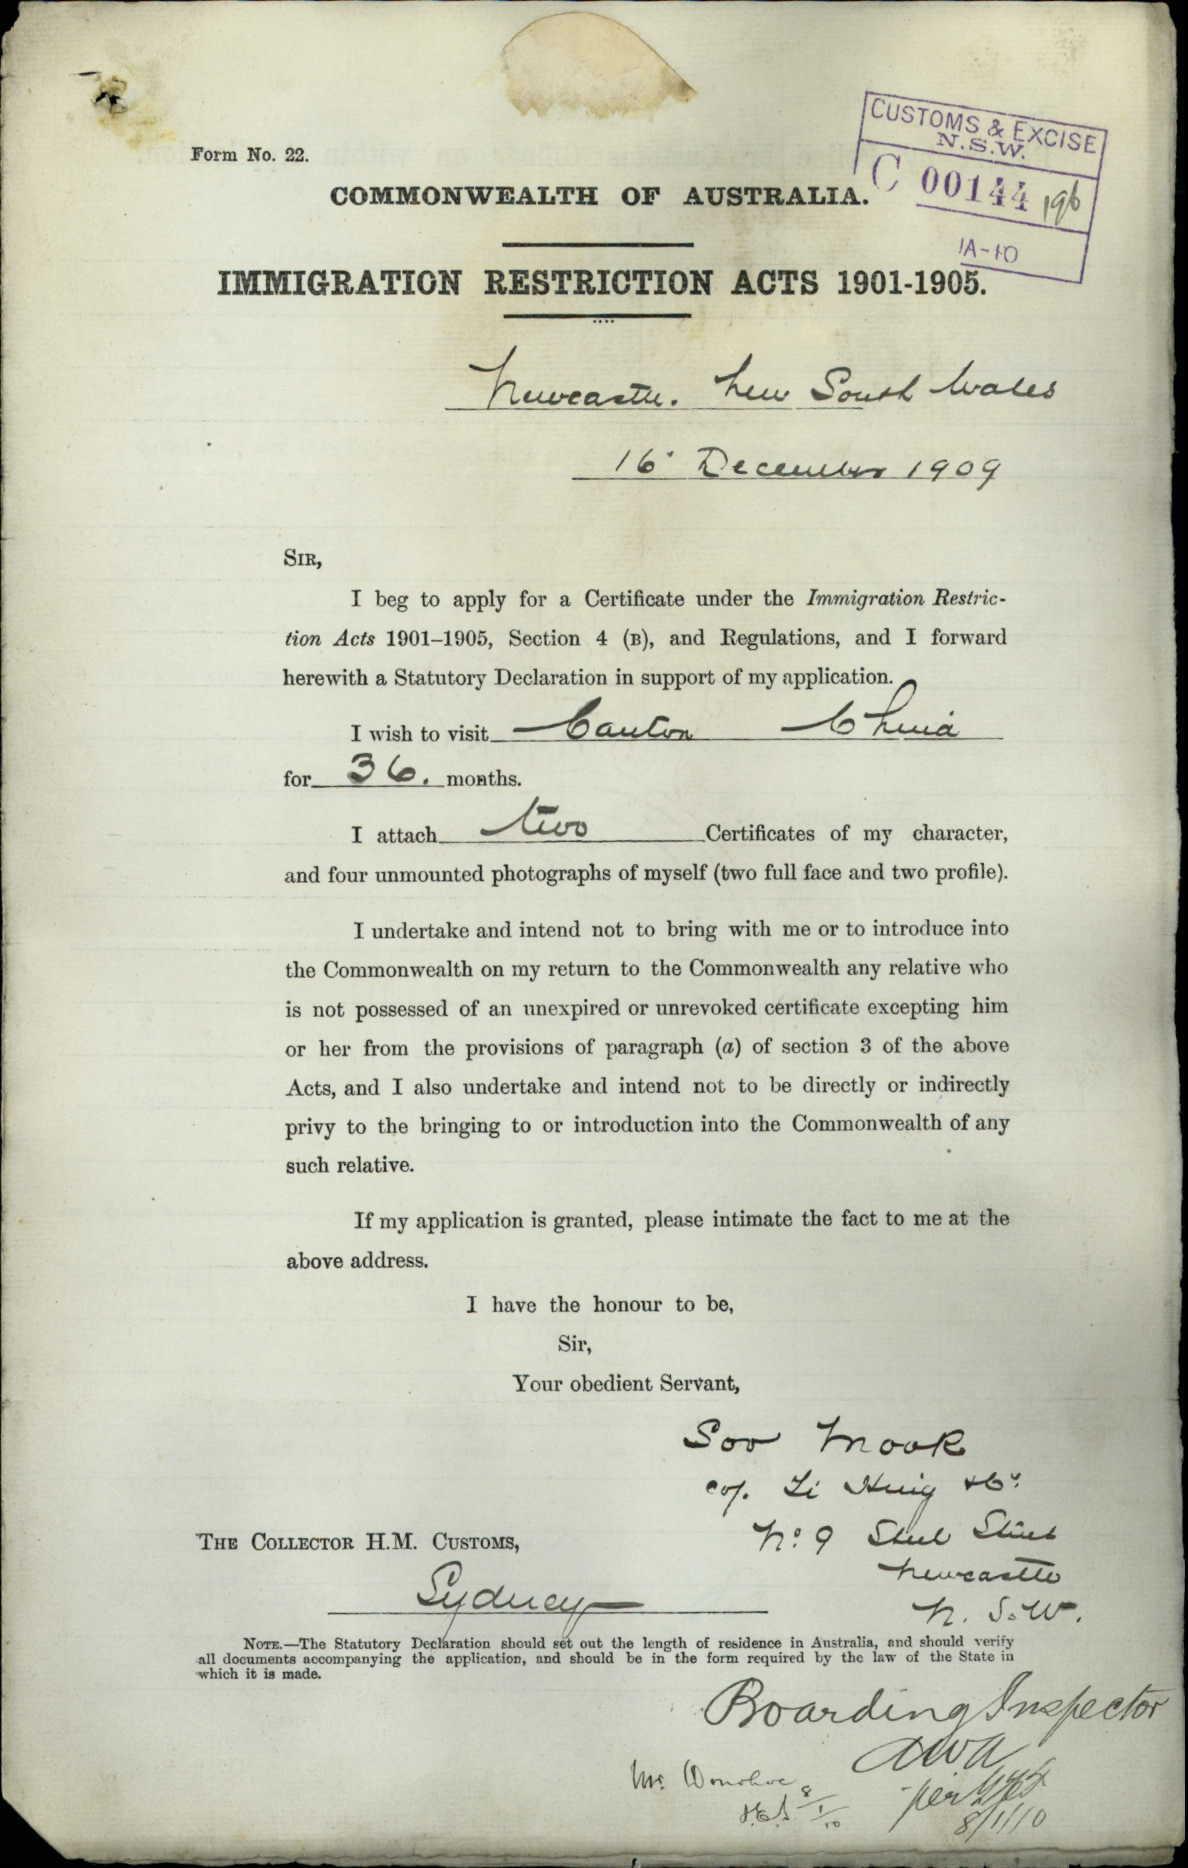 CUSTOMS & EXCISE
N.S.W.
C 00144 196
IA-10
Form No. 22.
COMMONWEALTH OF AUSTRALIA.
IMMIGRATION RESTRICTION ACTS 1901-1905.
Newcastle. New South Wales
16 December 1909
SIR,
I beg to apply for a Certificate under the Immigration Restric-
tion Acts 1901–1905, Section 4 (B), and Regulations, and I forward
herewith a Statutory Declaration in support of my application.
I wish to visit Canton China
for 36. months.
I attach two Certificates of my character,
and four unmounted photographs of myself (two full face and two profile).
I undertake and intend not to bring with me or to introduce into
the Commonwealth on my return to the Commonwealth any relative who
is not possessed of an unexpired or unrevoked certificate excepting him
or her from the provisions of paragraph (a) of section 3 of the above
Acts, and I also undertake and intend not to be directly or indirectly
privy to the bringing to or introduction into the Commonwealth of any
such relative.
If my application is granted, please intimate the fact to me at the
above address.
I have the honour to be,
Sir,
Your obedient Servant,
Soo Mook
c/o. Li Hing & Co.
No. 9 Steel Street
Newcastle
N. S. W.
THE COLLECTOR H.M. CUSTOMS,
Sydney
NOTE.—The Statutory Declaration should set out the length of residence in Australia, and should verify
all documents accompanying the application, and should be in the form required by the law of the State in
which it is made.
Boarding Inspector
Mr. Donohoe
per
8/1/10
8/1/10